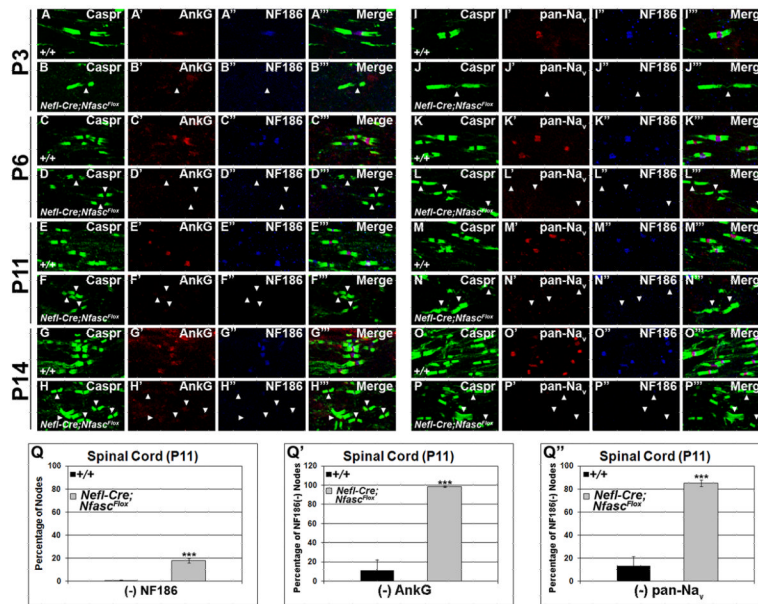 A Caspr A' AnkG A'' NF186 A''' Merge I Caspr I' pan-Nav I'' NF186 I''' Merge
P3
+/+ +/+
B Caspr B' AnkG B'' NF186 B''' Merge J Caspr J' pan-Nav J'' NF186 J''' Merge
Nefl-Cre;NfascFlox Nefl-Cre;NfascFlox
C Caspr C' AnkG C'' NF186 C''' Merge K Caspr K' pan-Nav K'' NF186 K''' Merge
P6
+/+ +/+
D Caspr D' AnkG D'' NF186 D''' Merge L Caspr L' pan-Nav L'' NF186 L''' Merge
Nefl-Cre;NfascFlox Nefl-Cre;NfascFlox
E Caspr E' AnkG E'' NF186 E''' Merge M Caspr M' pan-Nav M'' NF186 M''' Merge
P11
+/+ +/+
F Caspr F' AnkG F'' NF186 F''' Merge N Caspr N' pan-Nav N'' NF186 N''' Merge
Nefl-Cre;NfascFlox Nefl-Cre;NfascFlox
G Caspr G' AnkG G'' NF186 G''' Merge O Caspr O' pan-Nav O'' NF186 O''' Merge
P14
+/+ +/+
H Caspr H' AnkG H'' NF186 H''' Merge P Caspr P' pan-Nav P'' NF186 P''' Merge
Nefl-Cre;NfascFlox Nefl-Cre;NfascFlox
Q
Spinal Cord (P11)
Percentage of Nodes
100
80
60
40
20
0
+/+
Nefl-Cre;
NfascFlox
***
(-) NF186
Q'
Spinal Cord (P11)
Percentage of NF186(-) Nodes
120
100
80
60
40
20
0
+/+
Nefl-Cre;
NfascFlox
***
(-) AnkG
Q''
Spinal Cord (P11)
Percentage of NF186(-) Nodes
100
80
60
40
20
0
+/+
Nefl-Cre;
NfascFlox
***
(-) pan-Nav